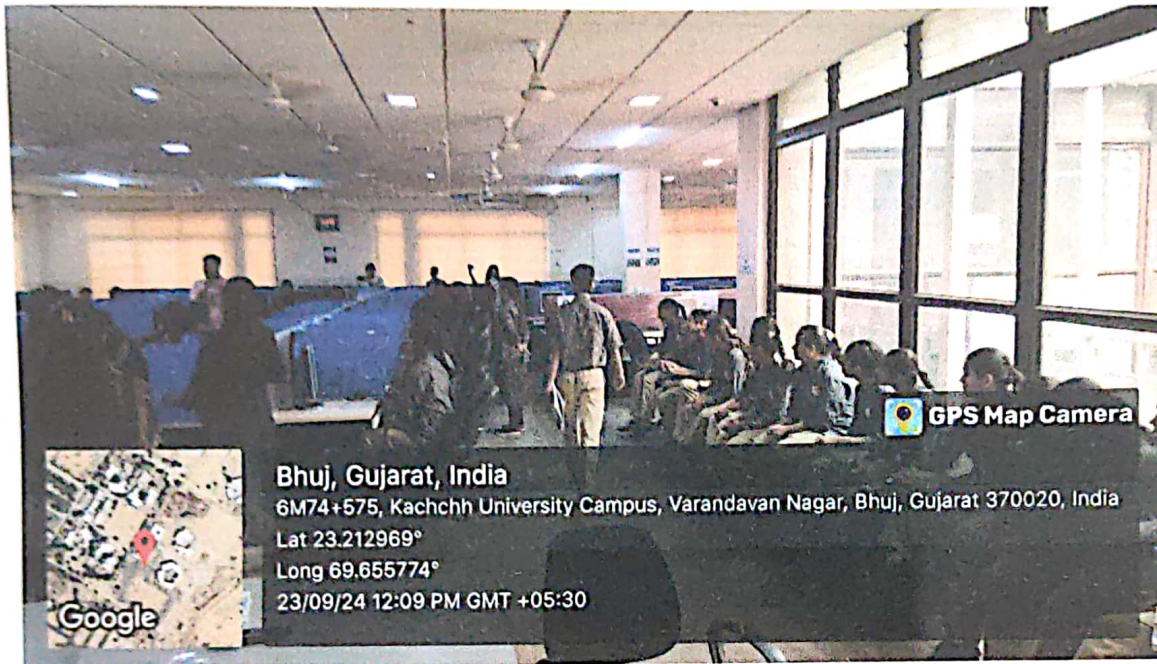 GPS Map Camera
Bhuj, Gujarat, India
6M74+575, Kachchh University Campus, Varandavan Nagar, Bhuj, Gujarat 370020, India
Lat 23.212969°
Long 69.655774°
23/09/24 12:09 PM GMT +05:30
Google